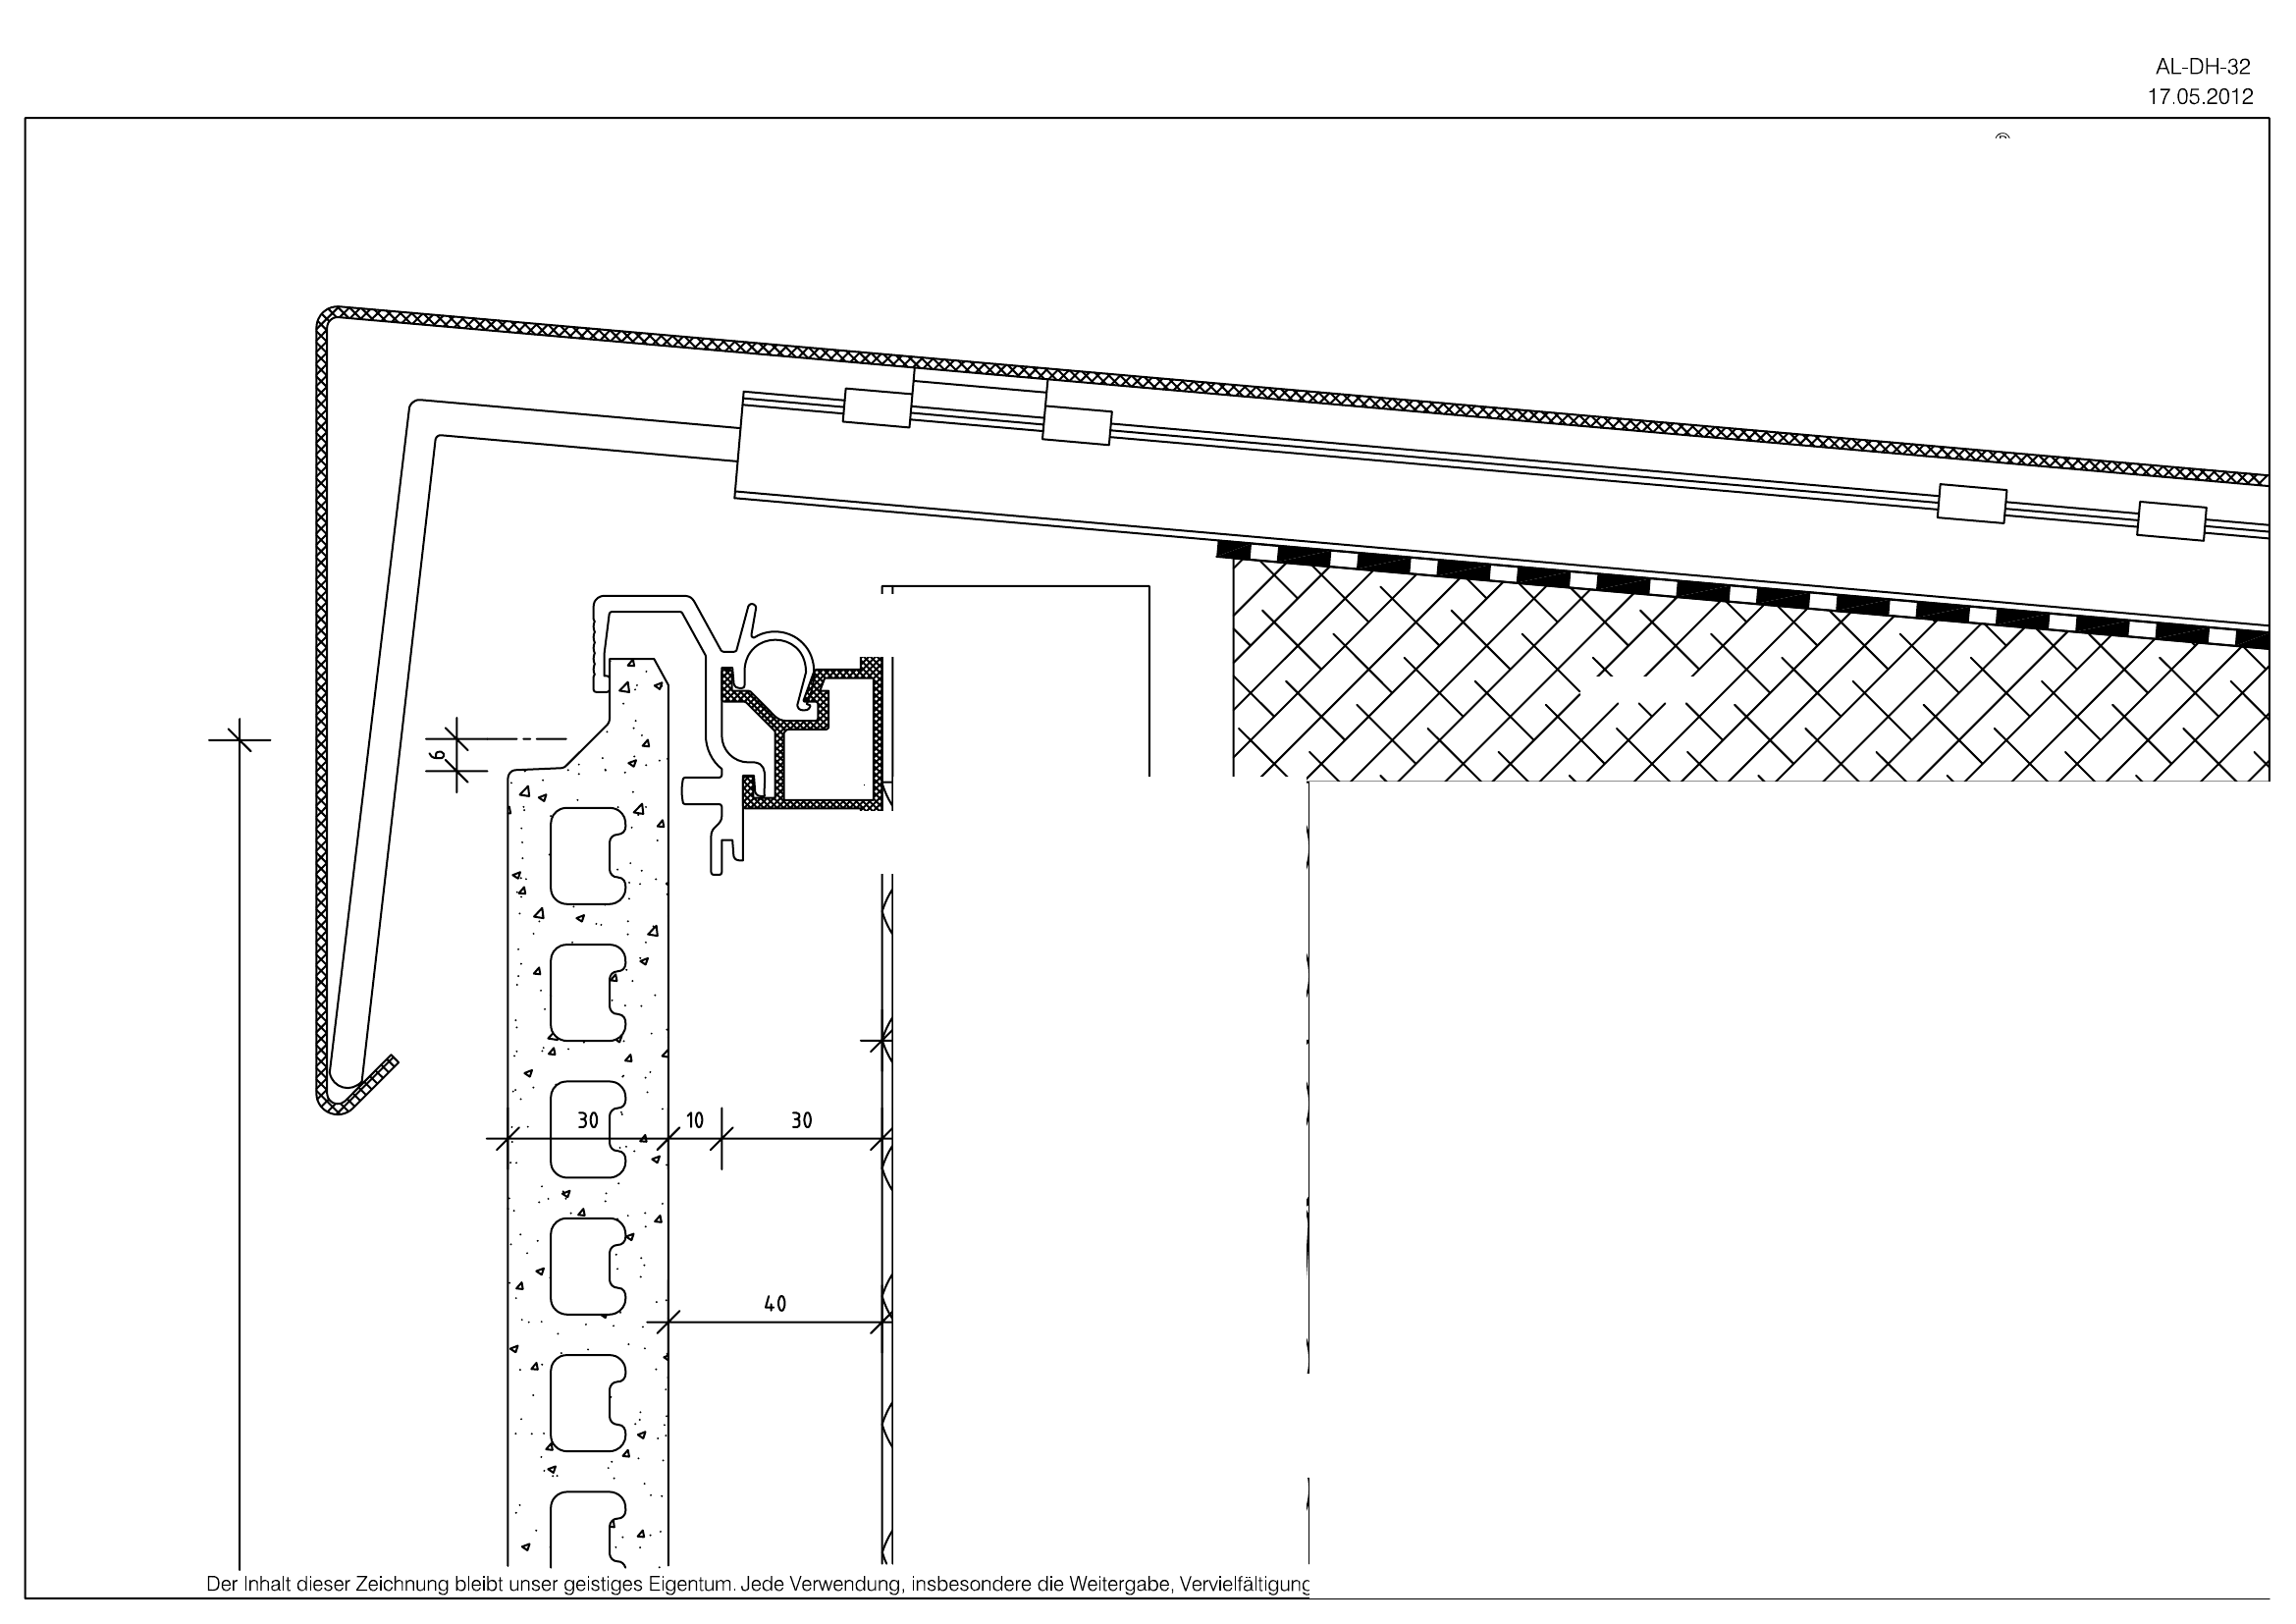 AL-DH-32
17.05.2012
6
30 10 30
40
Der Inhalt dieser Zeichnung bleibt unser geistiges Eigentum. Jede Verwendung, insbesondere die Weitergabe, Vervielfältigung